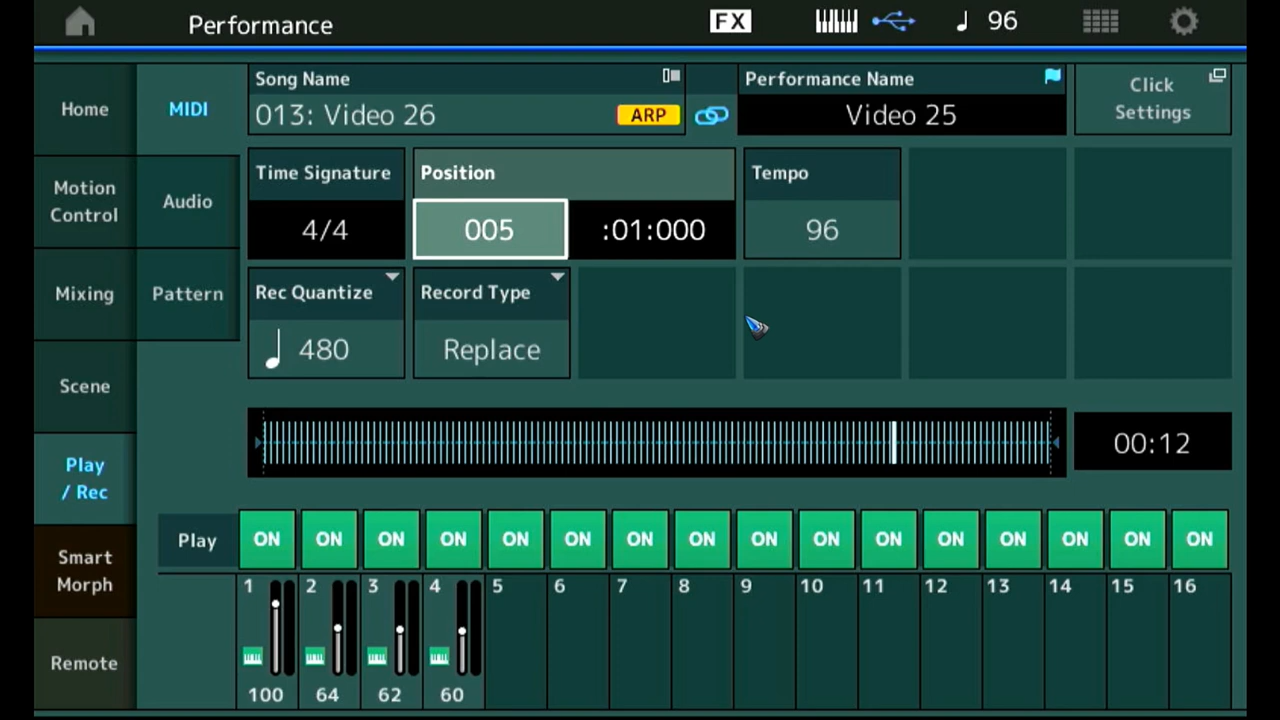 Performance
FX
96
Home
MIDI
Song Name
013: Video 26
ARP
Performance Name
Video 25
Click
Settings
Motion
Control
Audio
Time Signature
4/4
Position
005
:01:000
Tempo
96
Mixing
Pattern
Rec Quantize
480
Record Type
Replace
Scene
Play
/ Rec
00:12
Smart
Morph
Play
ON ON ON ON ON ON ON ON ON ON ON ON ON ON ON ON
1 2 3 4 5 6 7 8 9 10 11 12 13 14 15 16
Remote
100 64 62 60